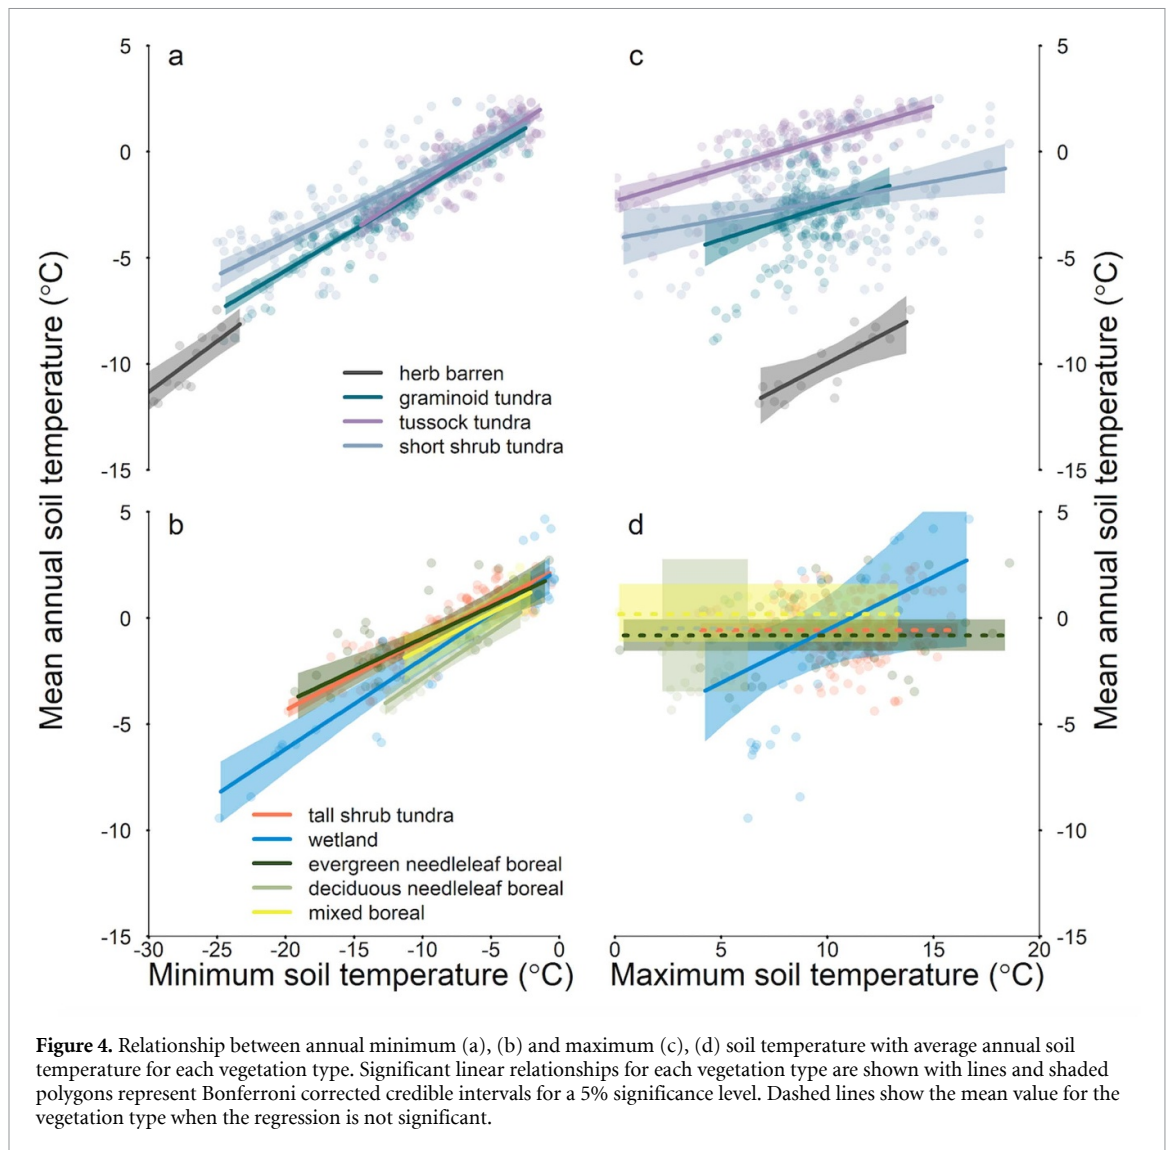 a
c
5
0
-5
-10
-15
5
0
-5
-10
-15
herb barren
graminoid tundra
tussock tundra
short shrub tundra
Mean annual soil temperature (°C)
Mean annual soil temperature (°C)
b
d
5
0
-5
-10
-15
5
0
-5
-10
-15
tall shrub tundra
wetland
evergreen needleleaf boreal
deciduous needleleaf boreal
mixed boreal
-30 -25 -20 -15 -10 -5 0
0 5 10 15 20
Minimum soil temperature (°C)
Maximum soil temperature (°C)
Figure 4. Relationship between annual minimum (a), (b) and maximum (c), (d) soil temperature with average annual soil
temperature for each vegetation type. Significant linear relationships for each vegetation type are shown with lines and shaded
polygons represent Bonferroni corrected credible intervals for a 5% significance level. Dashed lines show the mean value for the
vegetation type when the regression is not significant.